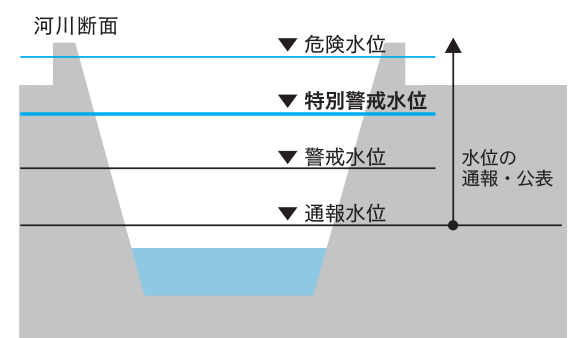 河川断面
▼ 危険水位
▼ 特別警戒水位
▼ 警戒水位
▼ 通報水位
水位の
通報・公表